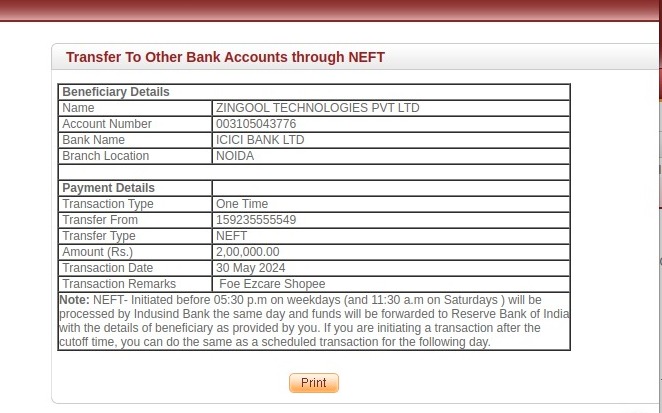 Transfer To Other Bank Accounts through NEFT
Beneficiary Details
Name ZINGOOL TECHNOLOGIES PVT LTD
Account Number 003105043776
Bank Name ICICI BANK LTD
Branch Location NOIDA
Payment Details
Transaction Type One Time
Transfer From 159235555549
Transfer Type NEFT
Amount (Rs.) 2,00,000.00
Transaction Date 30 May 2024
Transaction Remarks Foe Ezcare Shopee
Note: NEFT- Initiated before 05:30 p.m on weekdays (and 11:30 a.m on Saturdays ) will be
processed by Indusind Bank the same day and funds will be forwarded to Reserve Bank of India
with the details of beneficiary as provided by you. If you are initiating a transaction after the
cutoff time, you can do the same as a scheduled transaction for the following day.
Print